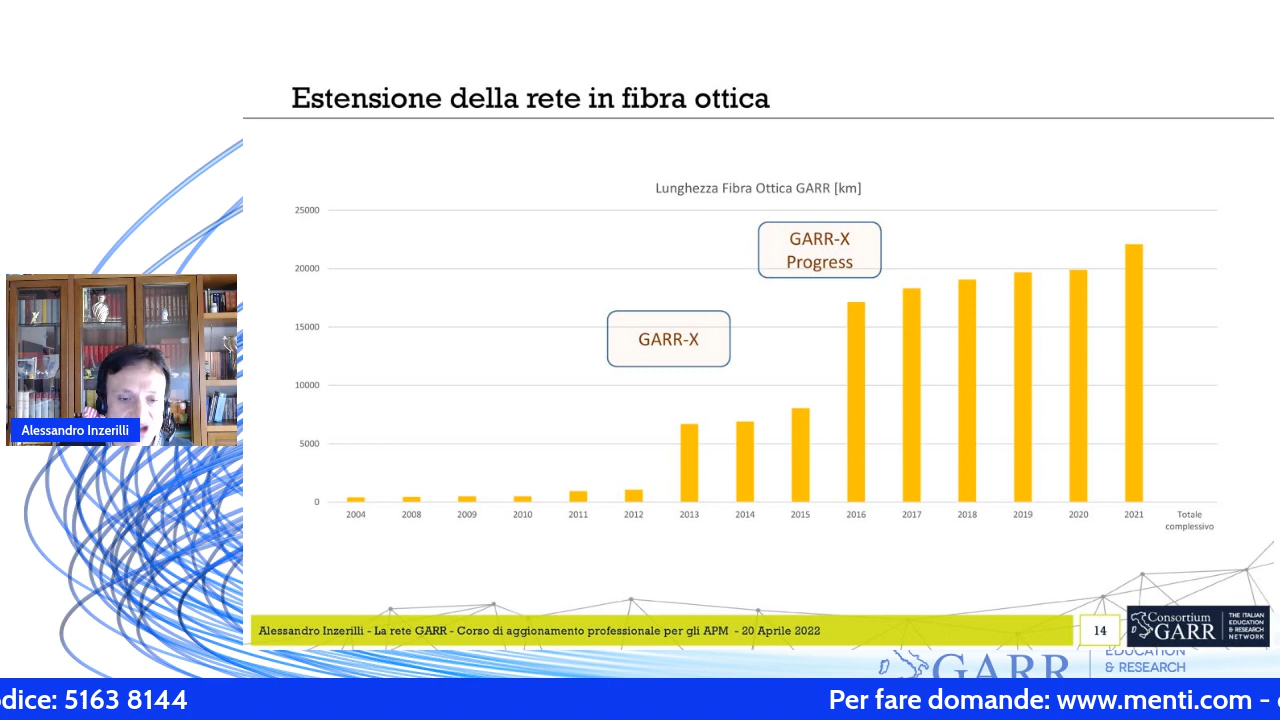 Estensione della rete in fibra ottica
Lunghezza Fibra Ottica GARR [km]
25000
20000
15000
10000
5000
0
GARR-X
Progress
GARR-X
2004 2008 2009 2010 2011 2012 2013 2014 2015 2016 2017 2018 2019 2020 2021 Totale
complessivo
Alessandro Inzerilli
Alessandro Inzerilli - La rete GARR - Corso di aggionamento professionale per gli APM - 20 Aprile 2022
14
Consortium
GARR
THE ITALIAN
EDUCATION
& RESEARCH
NETWORK
GARR
EDUCATION
& RESEARCH
odice: 5163 8144
Per fare domande: www.menti.com -